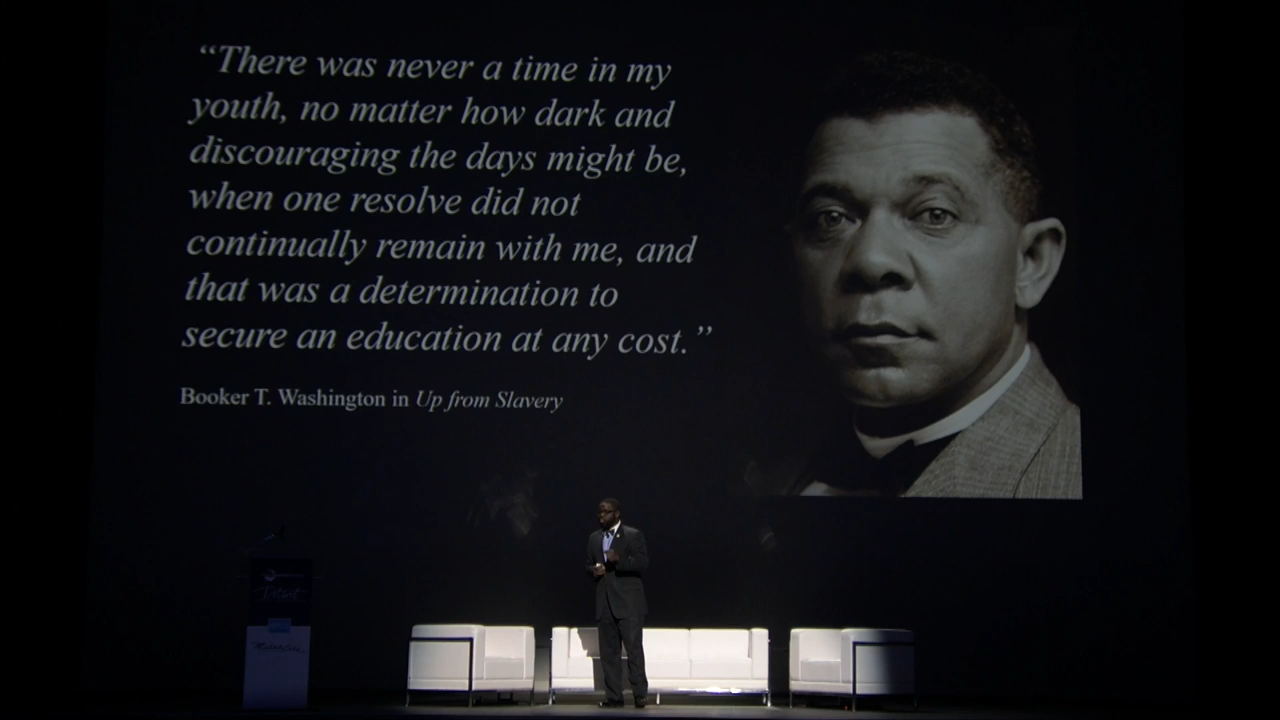 “There was never a time in my
youth, no matter how dark and
discouraging the days might be,
when one resolve did not
continually remain with me, and
that was a determination to
secure an education at any cost.”
Booker T. Washington in Up from Slavery
Detroit